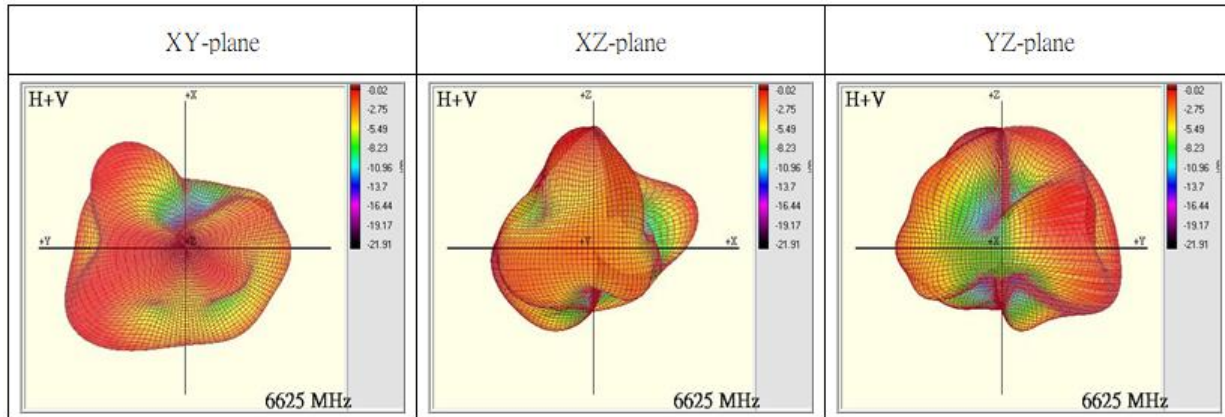 XY-plane
XZ-plane
YZ-plane
H+V
+X
+Y
+Z
-0.02
-2.75
-5.49
-8.23
-10.96
-13.7
-16.44
-19.17
-21.91
6625 MHz
H+V
+Z
+Y
+X
-0.02
-2.75
-5.49
-8.23
-10.96
-13.7
-16.44
-19.17
-21.91
6625 MHz
H+V
+Z
+X
+Y
-0.02
-2.75
-5.49
-8.23
-10.96
-13.7
-16.44
-19.17
-21.91
6625 MHz